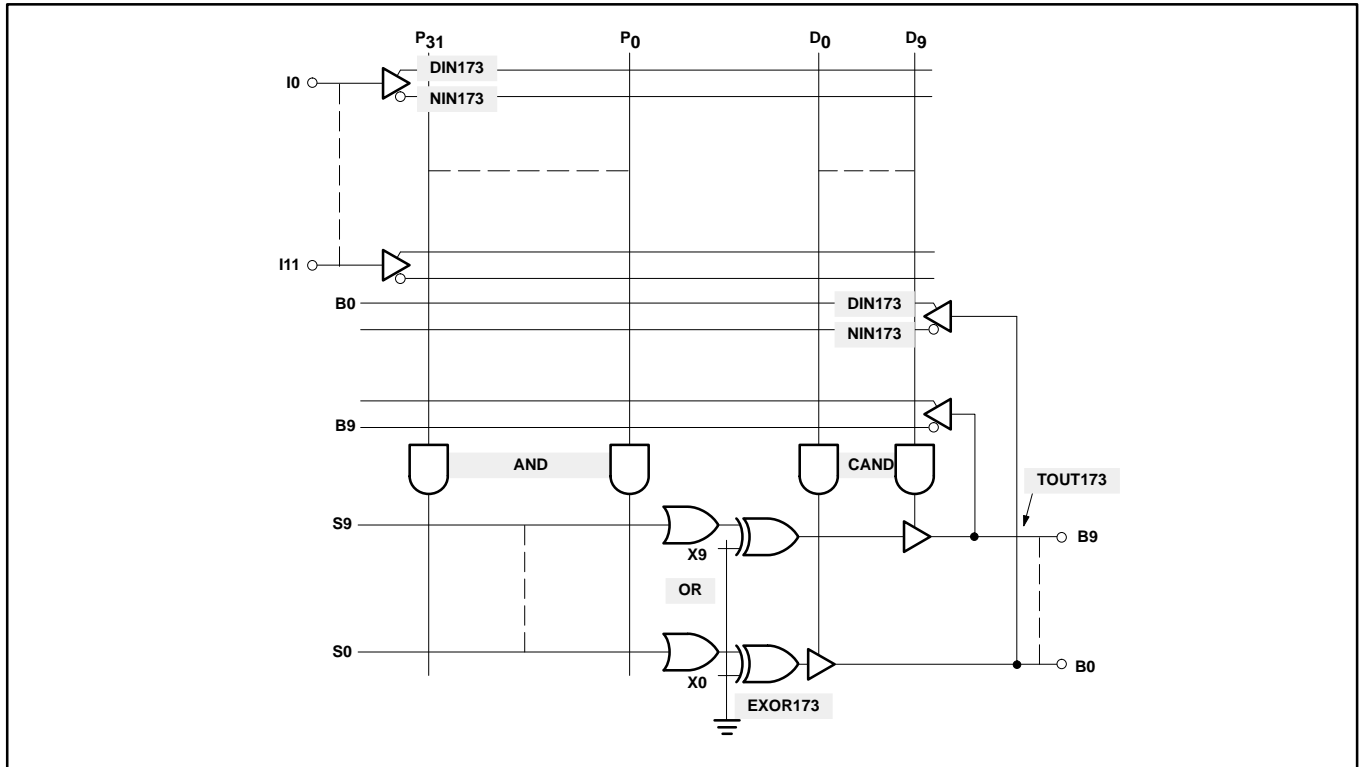 P31 P0 D0 D9
DIN173
I0
NIN173
I11
B0 DIN173
NIN173
B9
AND CAND
TOUT173
S9
X9 B9
OR
S0
X0 B0
EXOR173